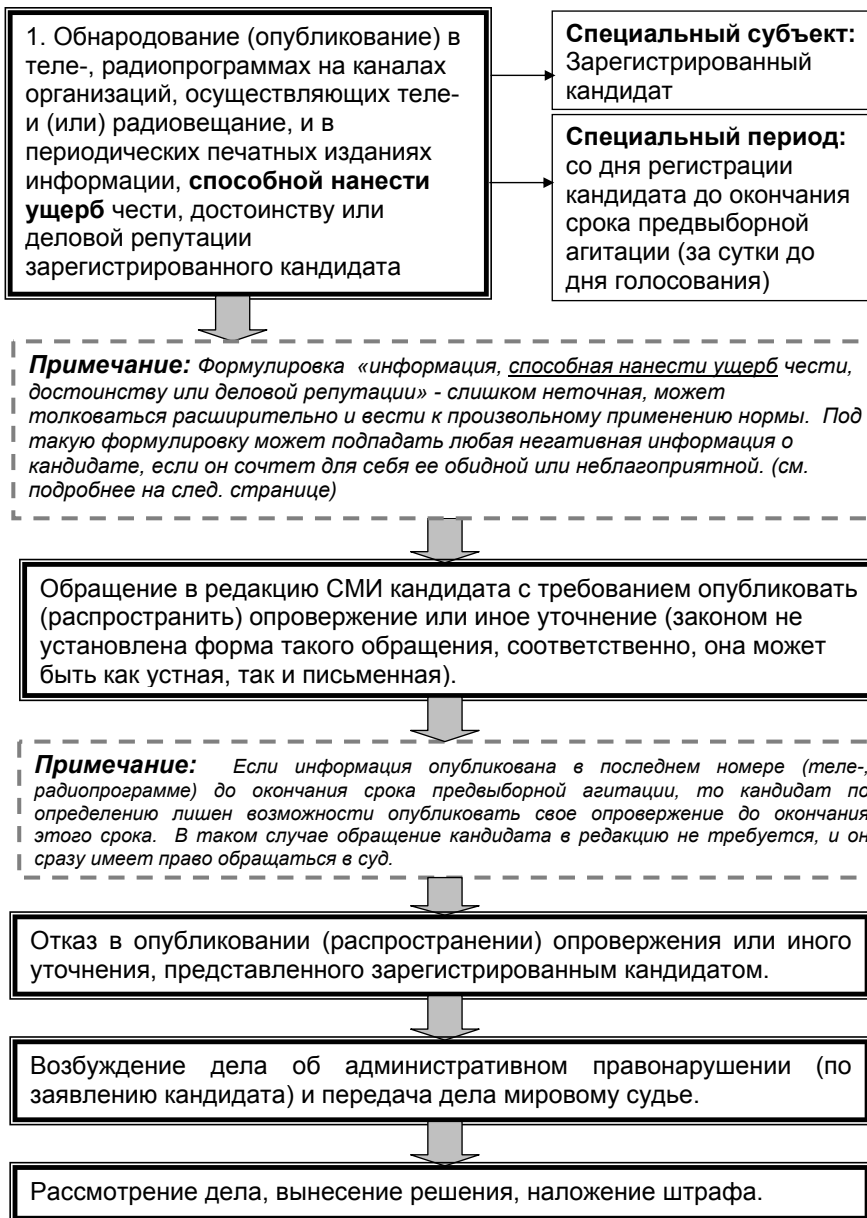 1. Обнародование (опубликование) в
теле-, радиопрограммах на каналах
организаций, осуществляющих теле-
и (или) радиовещание, и в
периодических печатных изданиях
информации, способной нанести
ущерб чести, достоинству или
деловой репутации
зарегистрированного кандидата
Специальный субъект:
Зарегистрированный
кандидат
Специальный период:
со дня регистрации
кандидата до окончания
срока предвыборной
агитации (за сутки до
дня голосования)
Примечание: Формулировка «информация, способная нанести ущерб чести,
достоинству или деловой репутации» - слишком неточная, может
толковаться расширительно и вести к произвольному применению нормы. Под
такую формулировку может подпадать любая негативная информация о
кандидате, если он сочтет для себя ее обидной или неблагоприятной. (см.
подробнее на след. странице)
Обращение в редакцию СМИ кандидата с требованием опубликовать
(распространить) опровержение или иное уточнение (законом не
установлена форма такого обращения, соответственно, она может
быть как устная, так и письменная).
Примечание: Если информация опубликована в последнем номере (теле-,
радиопрограмме) до окончания срока предвыборной агитации, то кандидат по
определению лишен возможности опубликовать свое опровержение до окончания
этого срока. В таком случае обращение кандидата в редакцию не требуется, и он
сразу имеет право обращаться в суд.
Отказ в опубликовании (распространении) опровержения или иного
уточнения, представленного зарегистрированным кандидатом.
Возбуждение дела об административном правонарушении (по
заявлению кандидата) и передача дела мировому судье.
Рассмотрение дела, вынесение решения, наложение штрафа.